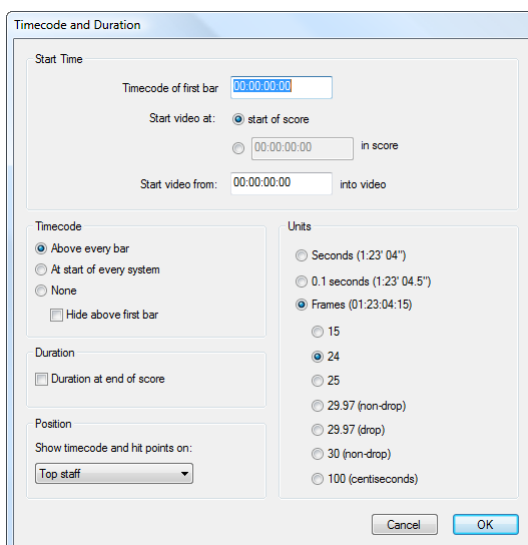 Timecode and Duration
Start Time
Timecode of first bar 00:00:00:00
Start video at: start of score
00:00:00:00 in score
Start video from: 00:00:00:00 into video
Timecode
Above every bar
At start of every system
None
Hide above first bar
Duration
Duration at end of score
Position
Show timecode and hit points on:
Top staff
Units
Seconds (1:23' 04")
0.1 seconds (1:23' 04.5")
Frames (01:23:04:15)
15
24
25
29.97 (non-drop)
29.97 (drop)
30 (non-drop)
100 (centiseconds)
Cancel OK